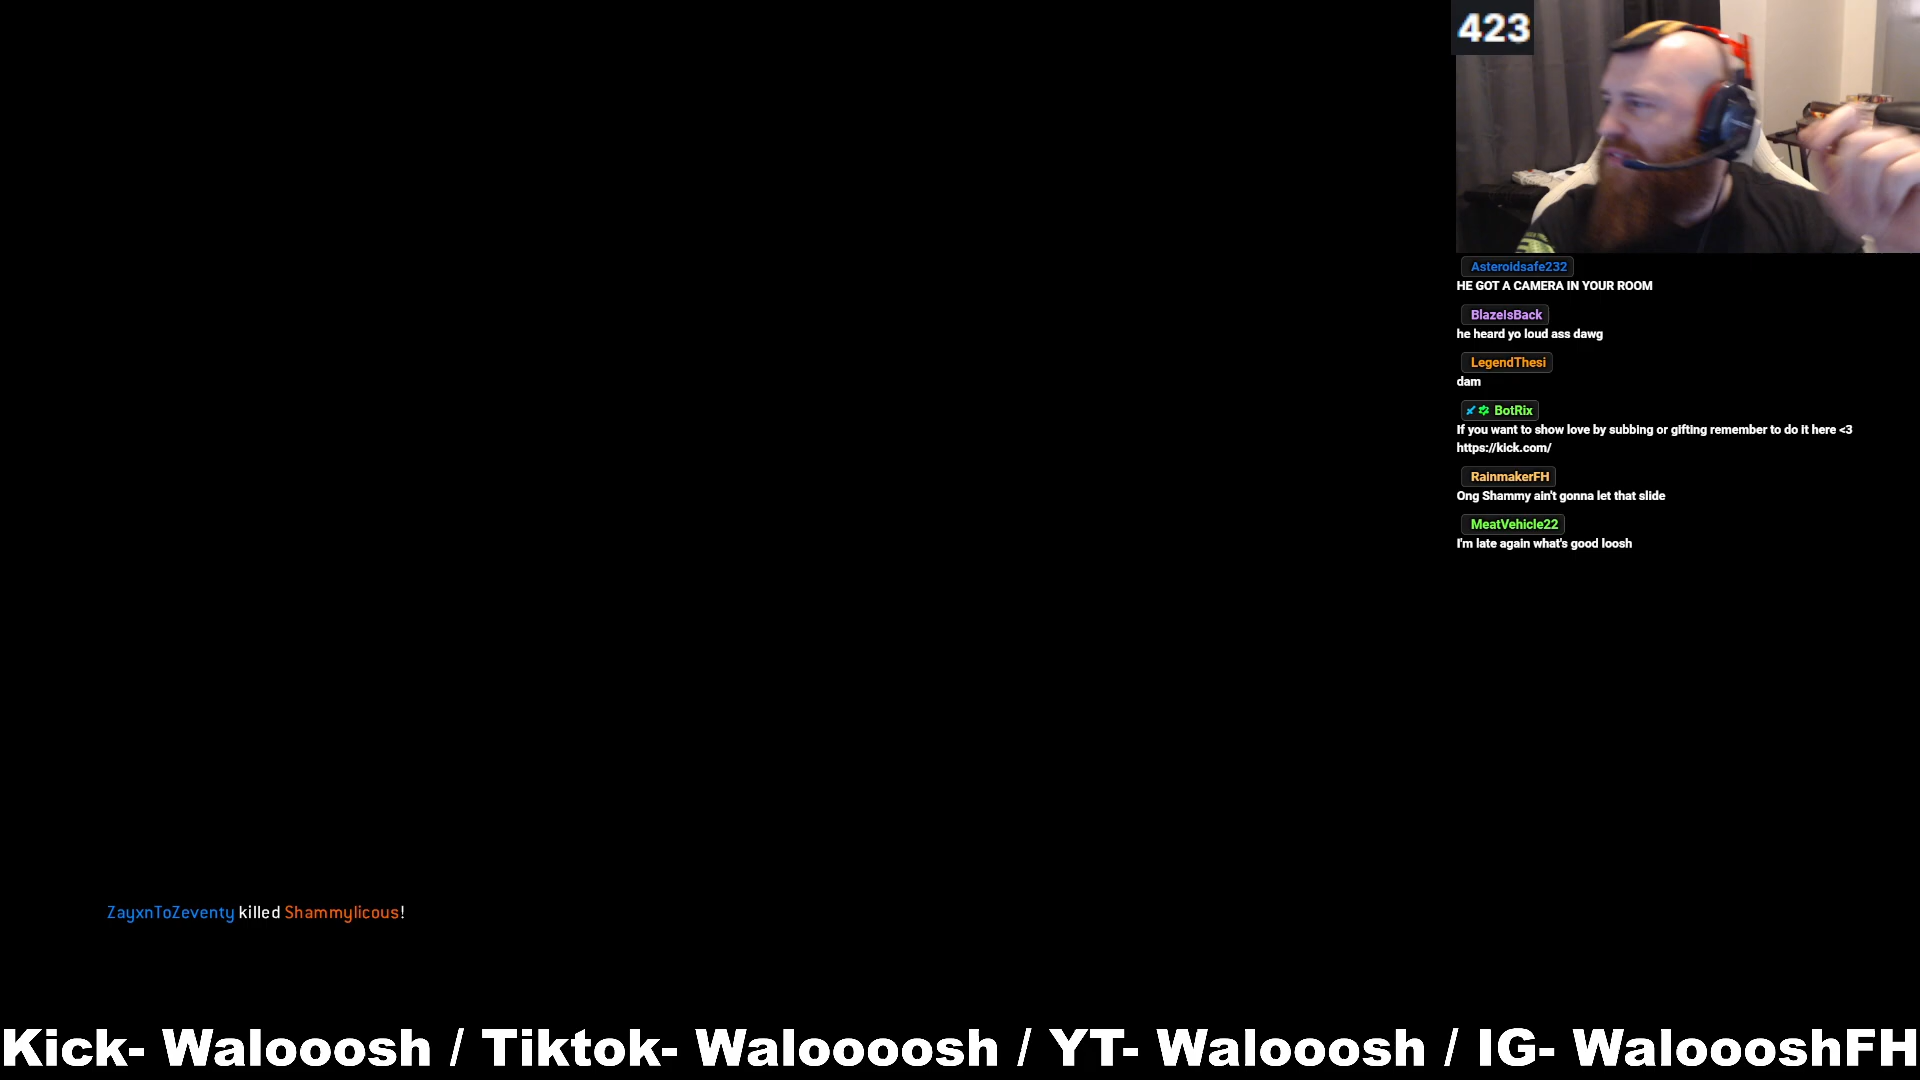 423
Asteroidsafe232
HE GOT A CAMERA IN YOUR ROOM
BlazeIsBack
he heard yo loud ass dawg
LegendThesi
dam
BotRix
If you want to show love by subbing or gifting remember to do it here <3
https://kick.com/
RainmakerFH
Ong Shammy ain't gonna let that slide
MeatVehicle22
I'm late again what's good loosh
ZayxnToZeventy killed Shammylicous!
Kick- Walooosh / Tiktok- Waloooosh / YT- Walooosh / IG- WaloooshFH